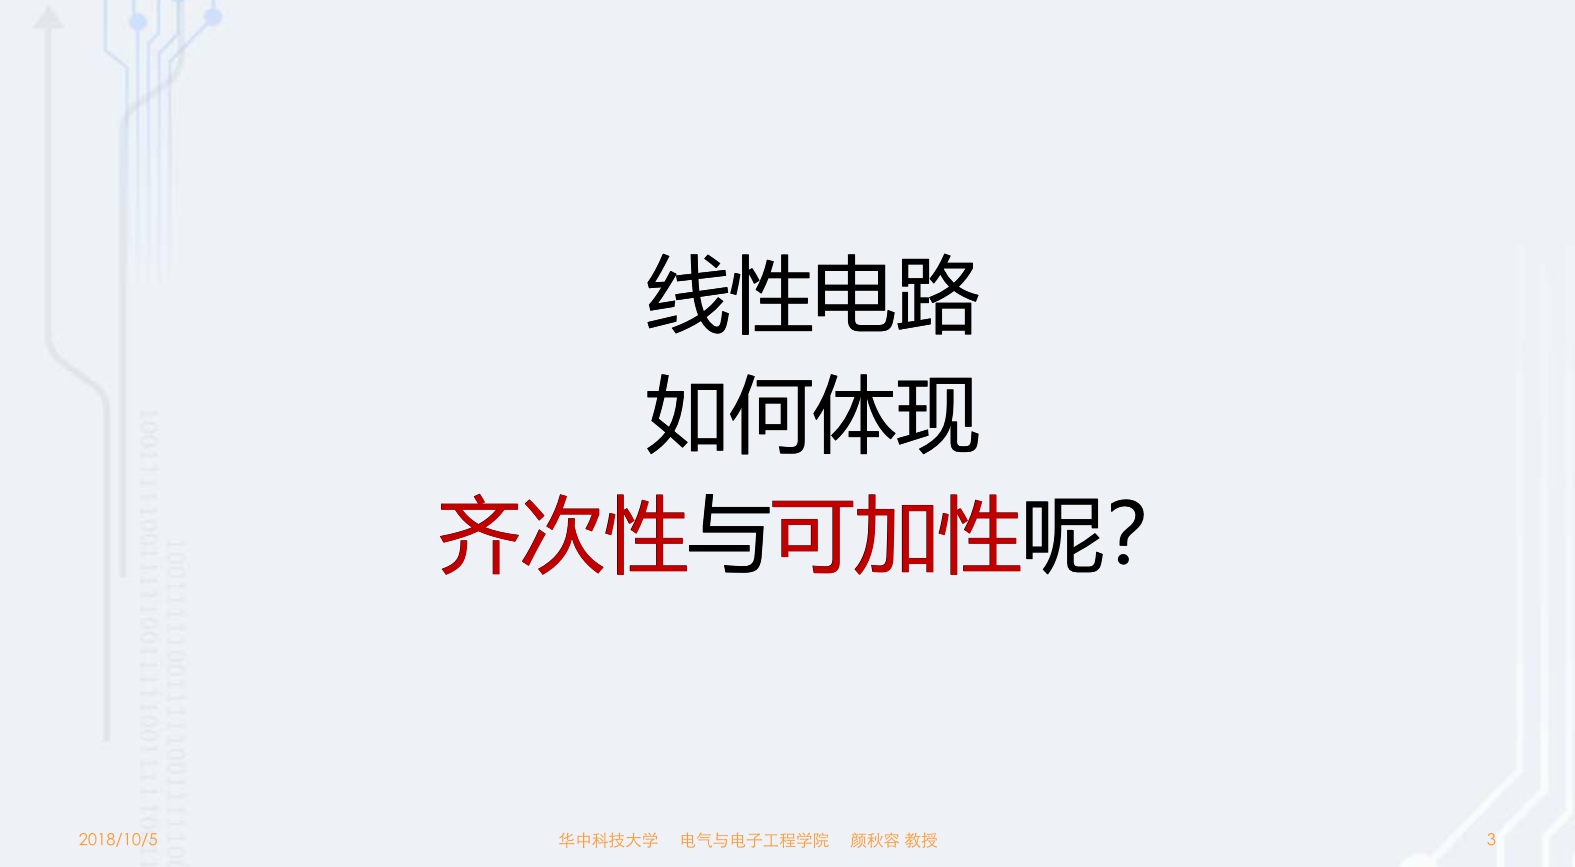 线性电路
如何体现
齐次性与可加性呢？
2018/10/5
华中科技大学 电气与电子工程学院 颜秋容 教授
3